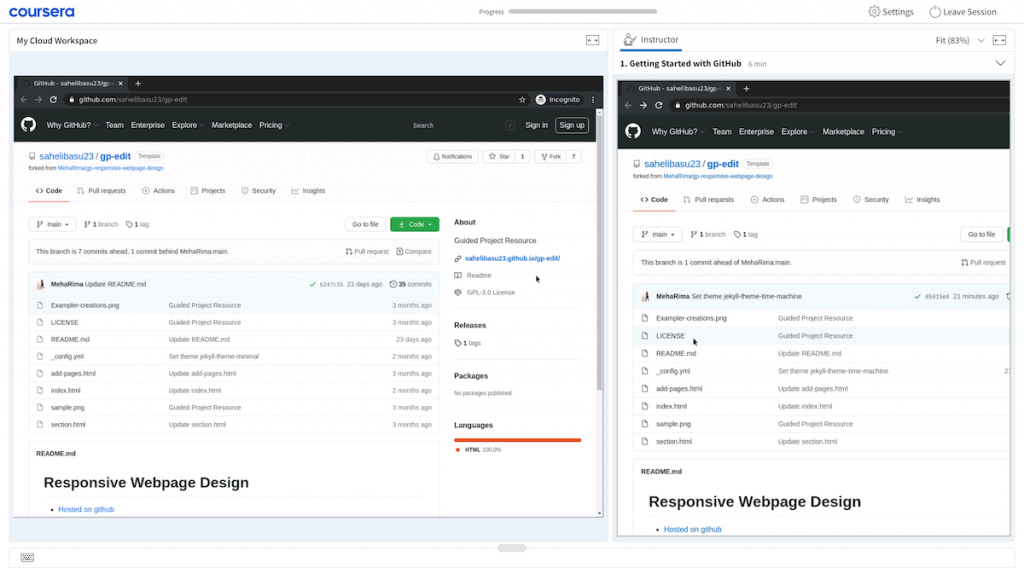 coursera
Progress
Settings
Leave Session
My Cloud Workspace
GitHub - sahelibasu23/gp-
github.com/sahelibasu23/gp-edit
Incognito
Why GitHub? Team Enterprise Explore Marketplace Pricing
Search
/
Sign in
Sign up
sahelibasu23 / gp-edit Template
forked from MehaRima/gp-responsive-webpage-design
Notifications
Star 1
Fork 7
Code Pull requests Actions Projects Security Insights
main 1 branch 1 tag
Go to file
Code
This branch is 7 commits ahead, 1 commit behind MehaRima:main.
Pull request Compare
MehaRima Update README.md
b247c35 23 days ago 35 commits
Exampler-creations.png Guided Project Resource 3 months ago
LICENSE Guided Project Resource 3 months ago
README.md Update README.md 23 days ago
_config.yml Set theme jekyll-theme-minimal 2 months ago
add-pages.html Update add-pages.html 3 months ago
index.html Update index.html 2 months ago
sample.png Guided Project Resource 3 months ago
section.html Update section.html 3 months ago
README.md
Responsive Webpage Design
Hosted on github
About
Guided Project Resource
sahelibasu23.github.io/gp-edit/
Readme
GPL-3.0 License
Releases
1 tags
Packages
No packages published
Languages
HTML 100.0%
Instructor
Fit (83%)
1. Getting Started with GitHub 6 min
GitHub - sahelibasu23/gp-
github.com/sahelibasu23/gp-edit
Why GitHub? Team Enterprise Explore Marketplace Pricing
sahelibasu23 / gp-edit Template
forked from MehaRima/gp-responsive-webpage-design
Code Pull requests Actions Projects Security Insights
main 1 branch 1 tag
Go to file
This branch is 1 commit ahead of MehaRima:main.
Pull request
MehaRima Set theme jekyll-theme-time-machine
85915e6 21 minutes ago
Exampler-creations.png Guided Project Resource
LICENSE Guided Project Resource
README.md Update README.md
_config.yml Set theme jekyll-theme-time-machine 2
add-pages.html Update add-pages.html
index.html Update index.html
sample.png Guided Project Resource
section.html Update section.html
README.md
Responsive Webpage Design
Hosted on github